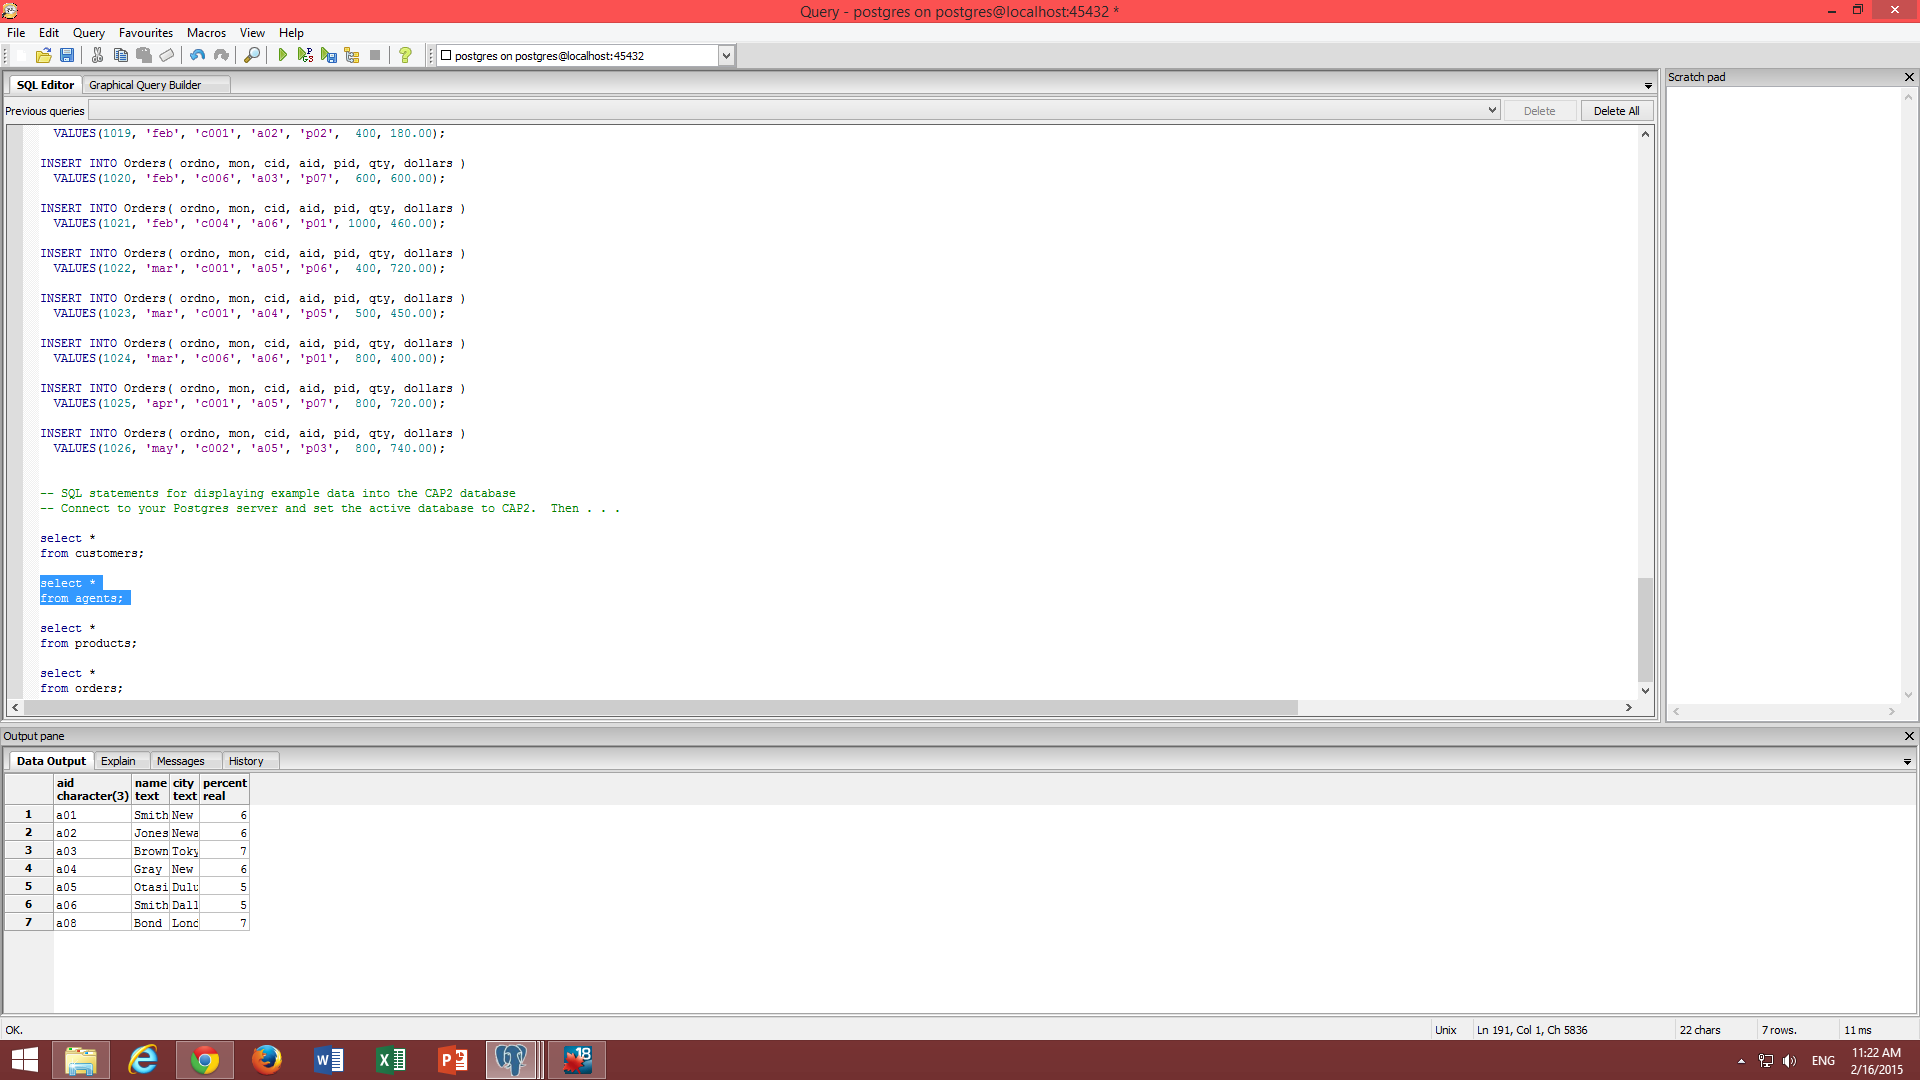 Query - postgres on postgres@localhost:45432 *
File Edit Query Favourites Macros View Help
postgres on postgres@localhost:45432
SQL Editor Graphical Query Builder
Scratch pad
Previous queries Delete Delete All
VALUES(1019, 'feb', 'c001', 'a02', 'p02',  400, 180.00);
INSERT INTO Orders( ordno, mon, cid, aid, pid, qty, dollars )
VALUES(1020, 'feb', 'c006', 'a03', 'p07',  600, 600.00);
INSERT INTO Orders( ordno, mon, cid, aid, pid, qty, dollars )
VALUES(1021, 'feb', 'c004', 'a06', 'p01', 1000, 460.00);
INSERT INTO Orders( ordno, mon, cid, aid, pid, qty, dollars )
VALUES(1022, 'mar', 'c001', 'a05', 'p06',  400, 720.00);
INSERT INTO Orders( ordno, mon, cid, aid, pid, qty, dollars )
VALUES(1023, 'mar', 'c001', 'a04', 'p05',  500, 450.00);
INSERT INTO Orders( ordno, mon, cid, aid, pid, qty, dollars )
VALUES(1024, 'mar', 'c006', 'a06', 'p01',  800, 400.00);
INSERT INTO Orders( ordno, mon, cid, aid, pid, qty, dollars )
VALUES(1025, 'apr', 'c001', 'a05', 'p07',  800, 720.00);
INSERT INTO Orders( ordno, mon, cid, aid, pid, qty, dollars )
VALUES(1026, 'may', 'c002', 'a05', 'p03',  800, 740.00);
-- SQL statements for displaying example data into the CAP2 database
-- Connect to your Postgres server and set the active database to CAP2.  Then . . .
select *
from customers;
select *
from agents;
select *
from products;
select *
from orders;
Output pane
Data Output Explain Messages History
aid name city percent
character(3) text text real
1 a01 Smith New 6
2 a02 Jones Newa 6
3 a03 Brown Toky 7
4 a04 Gray New 6
5 a05 Otasi Dulu 5
6 a06 Smith Dall 5
7 a08 Bond Lond 7
OK. Unix Ln 191, Col 1, Ch 5836 22 chars 7 rows. 11 ms
18 ENG 11:22 AM
2/16/2015